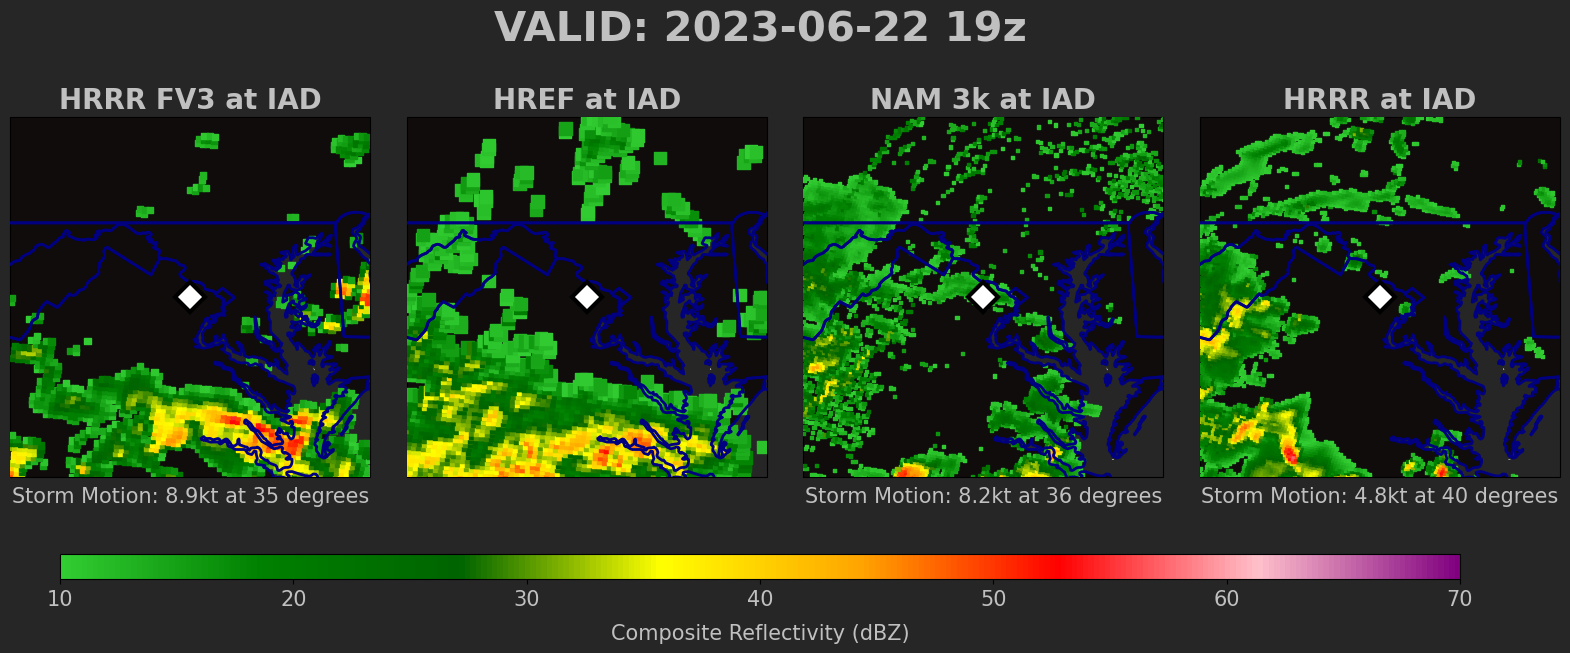 VALID: 2023-06-22 19z
HRRR FV3 at IAD
HREF at IAD
NAM 3k at IAD
HRRR at IAD
Storm Motion: 8.9kt at 35 degrees
Storm Motion: 8.2kt at 36 degrees
Storm Motion: 4.8kt at 40 degrees
10 20 30 40 50 60 70
Composite Reflectivity (dBZ)